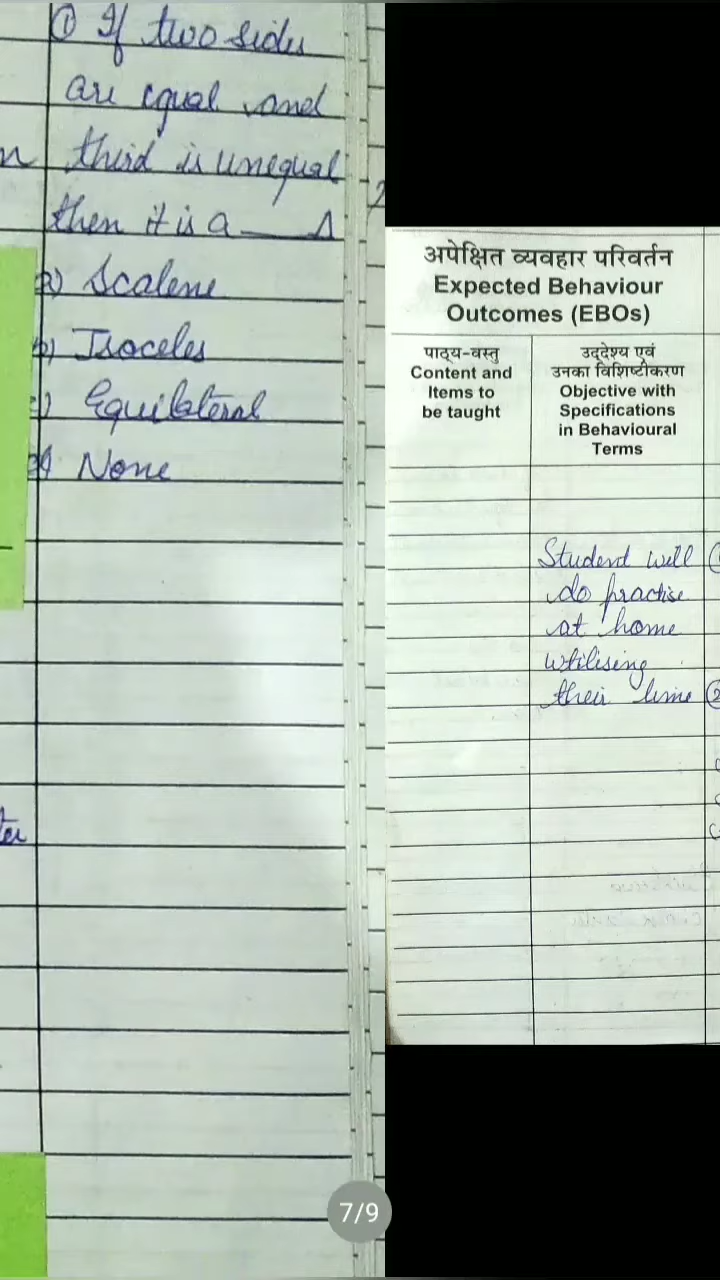 ① If two sides
are equal and
third is unequal
then it is a ___ Δ
a) Scalene
b) Isoceles
c) Equilateral
d) None
अपेक्षित व्यवहार परिवर्तन
Expected Behaviour
Outcomes (EBOs)
पाठ्य-वस्तु
Content and
Items to
be taught
उद्देश्य एवं
उनका विशिष्टीकरण
Objective with
Specifications
in Behavioural
Terms
Student will
do practise
at home
utilising
their time
7/9